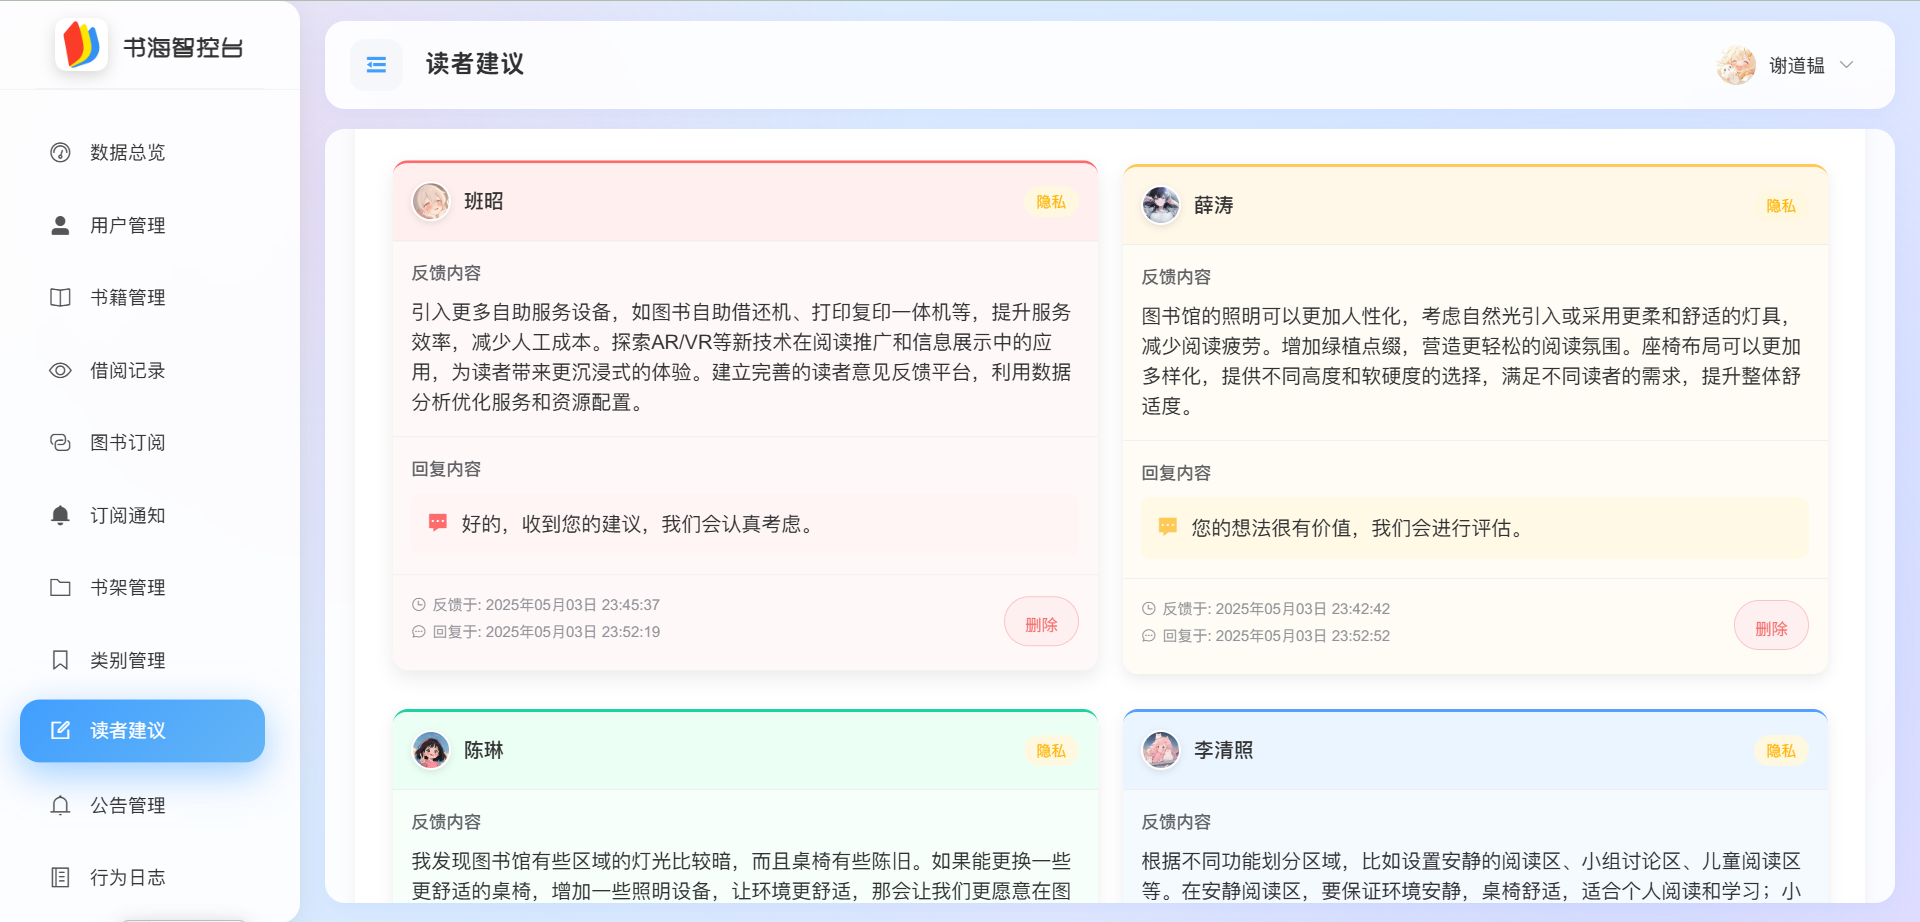 书海智控台
数据总览
用户管理
书籍管理
借阅记录
图书订阅
订阅通知
书架管理
类别管理
读者建议
公告管理
行为日志
读者建议
谢道韫
班昭
隐私
反馈内容
引入更多自助服务设备，如图书自助借还机、打印复印一体机等，提升服务
效率，减少人工成本。探索AR/VR等新技术在阅读推广和信息展示中的应
用，为读者带来更沉浸式的体验。建立完善的读者意见反馈平台，利用数据
分析优化服务和资源配置。
回复内容
好的，收到您的建议，我们会认真考虑。
反馈于: 2025年05月03日 23:45:37
回复于: 2025年05月03日 23:52:19
删除
薛涛
隐私
反馈内容
图书馆的照明可以更加人性化，考虑自然光引入或采用更柔和舒适的灯具，
减少阅读疲劳。增加绿植点缀，营造更轻松的阅读氛围。座椅布局可以更加
多样化，提供不同高度和软硬度的选择，满足不同读者的需求，提升整体舒
适度。
回复内容
您的想法很有价值，我们会进行评估。
反馈于: 2025年05月03日 23:42:42
回复于: 2025年05月03日 23:52:52
删除
陈琳
隐私
反馈内容
我发现图书馆有些区域的灯光比较暗，而且桌椅有些陈旧。如果能更换一些
更舒适的桌椅，增加一些照明设备，让环境更舒适，那会让我们更愿意在图
李清照
隐私
反馈内容
根据不同功能划分区域，比如设置安静的阅读区、小组讨论区、儿童阅读区
等。在安静阅读区，要保证环境安静，桌椅舒适，适合个人阅读和学习；小